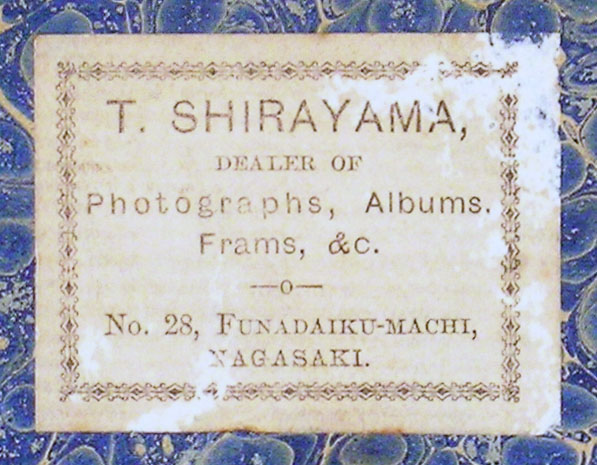 T. SHIRAYAMA,
DEALER OF
Photographs, Albums.
Frams, &c.
—o—
No. 28, FUNADAIKU-MACHI,
NAGASAKI.